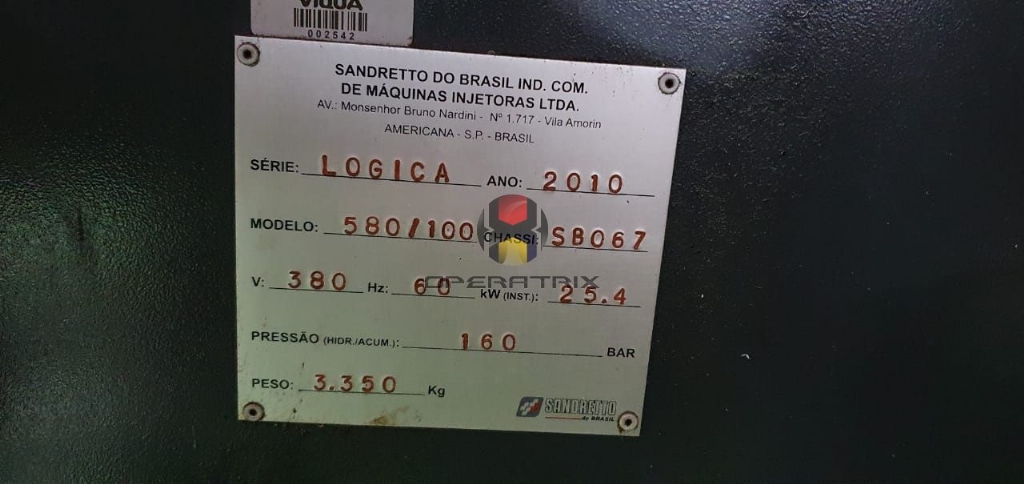 VIQUA
002542
SANDRETTO DO BRASIL IND. COM.
DE MÁQUINAS INJETORAS LTDA.
AV.: Monsenhor Bruno Nardini - Nº 1.717 - Vila Amorin
AMERICANA - S.P. - BRASIL
SÉRIE: LOGICA ANO: 2010
MODELO: 580/100 CHASSI: SB067
OPERATRIX
V: 380 Hz: 60 kW (INST.): 25.4
PRESSÃO (HIDR./ACUM.): 160 BAR
PESO: 3.350 Kg
SANDRETTO
do BRASIL